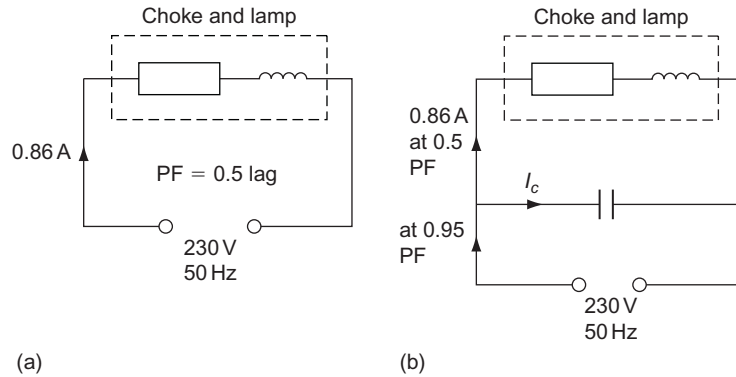 Choke and lamp
0.86 A
PF = 0.5 lag
230 V
50 Hz
(a)
Choke and lamp
0.86 A
at 0.5
PF
Ic
at 0.95
PF
230 V
50 Hz
(b)